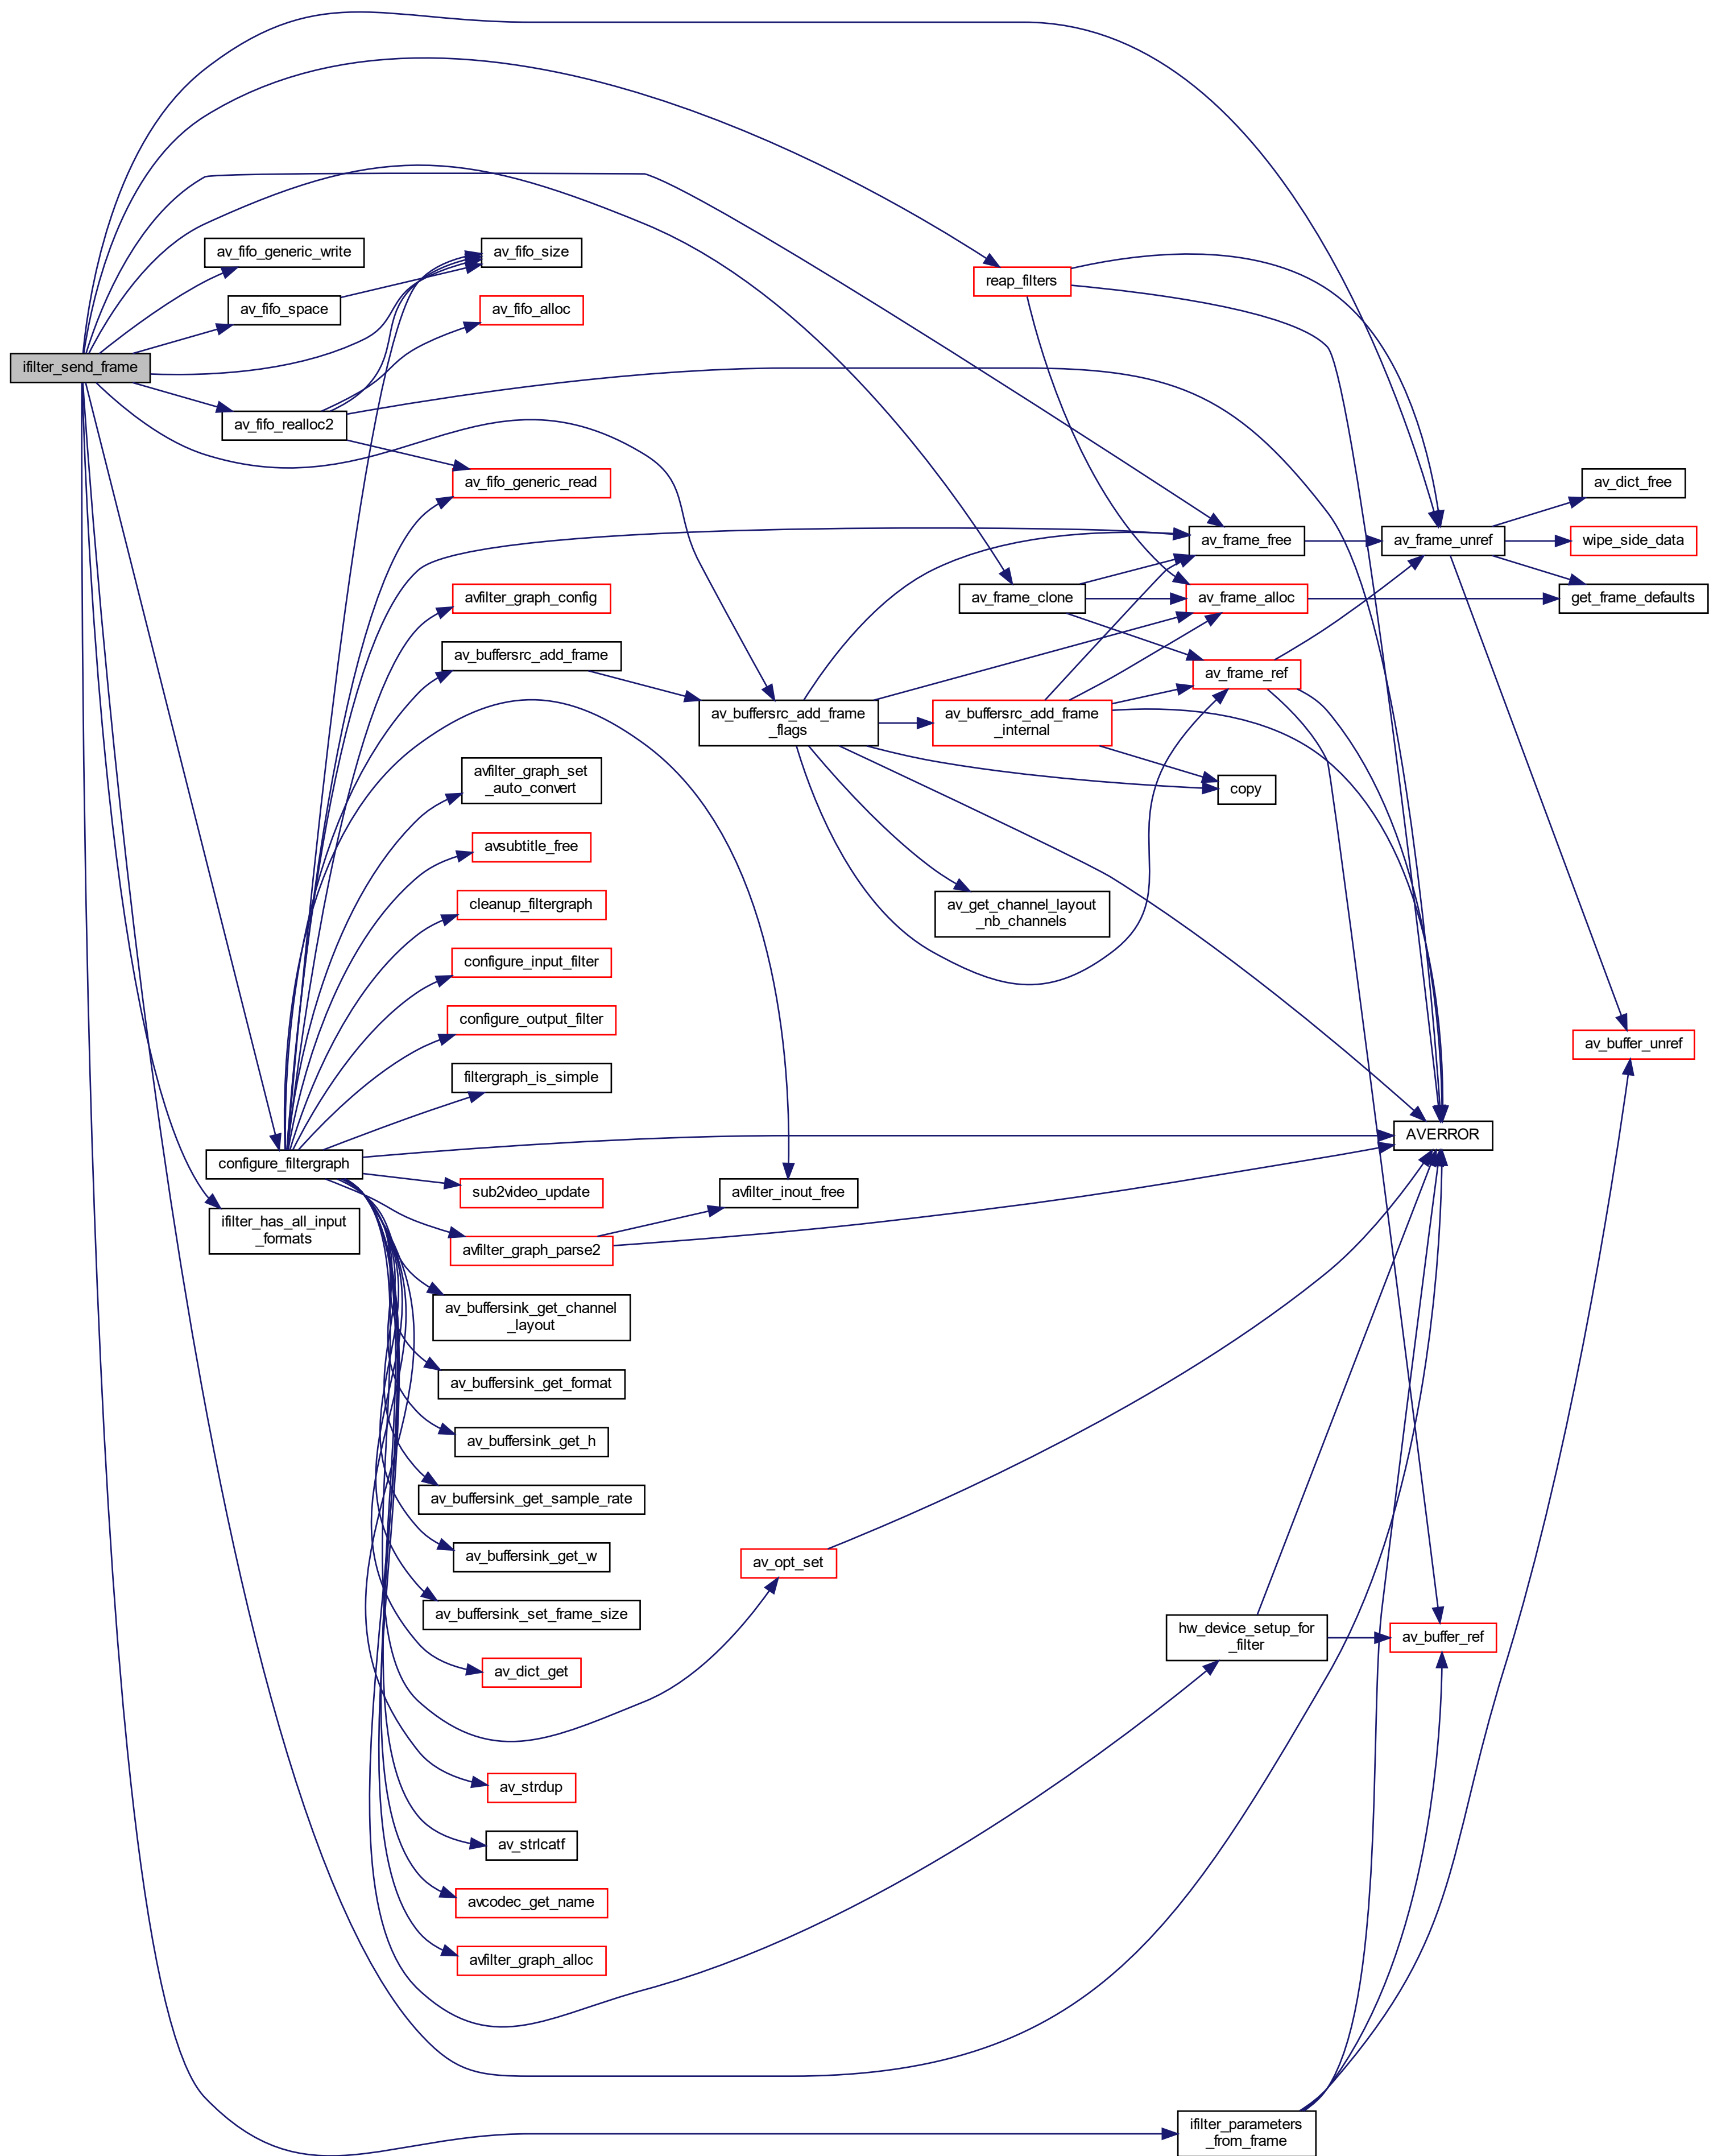 av_fifo_generic_write
av_fifo_size
reap_filters
av_fifo_space
av_fifo_alloc
ifilter_send_frame
av_fifo_realloc2
av_fifo_generic_read
av_dict_free
av_frame_free
av_frame_unref
wipe_side_data
avfilter_graph_config
av_frame_clone
av_frame_alloc
get_frame_defaults
av_buffersrc_add_frame
av_frame_ref
av_buffersrc_add_frame
_flags
av_buffersrc_add_frame
_internal
avfilter_graph_set
_auto_convert
copy
avsubtitle_free
cleanup_filtergraph
av_get_channel_layout
_nb_channels
configure_input_filter
configure_output_filter
av_buffer_unref
filtergraph_is_simple
AVERROR
configure_filtergraph
sub2video_update
avfilter_inout_free
ifilter_has_all_input
_formats
avfilter_graph_parse2
av_buffersink_get_channel
_layout
av_buffersink_get_format
av_buffersink_get_h
av_buffersink_get_sample_rate
av_buffersink_get_w
av_opt_set
av_buffersink_set_frame_size
hw_device_setup_for
_filter
av_buffer_ref
av_dict_get
av_strdup
av_strlcatf
avcodec_get_name
avfilter_graph_alloc
ifilter_parameters
_from_frame